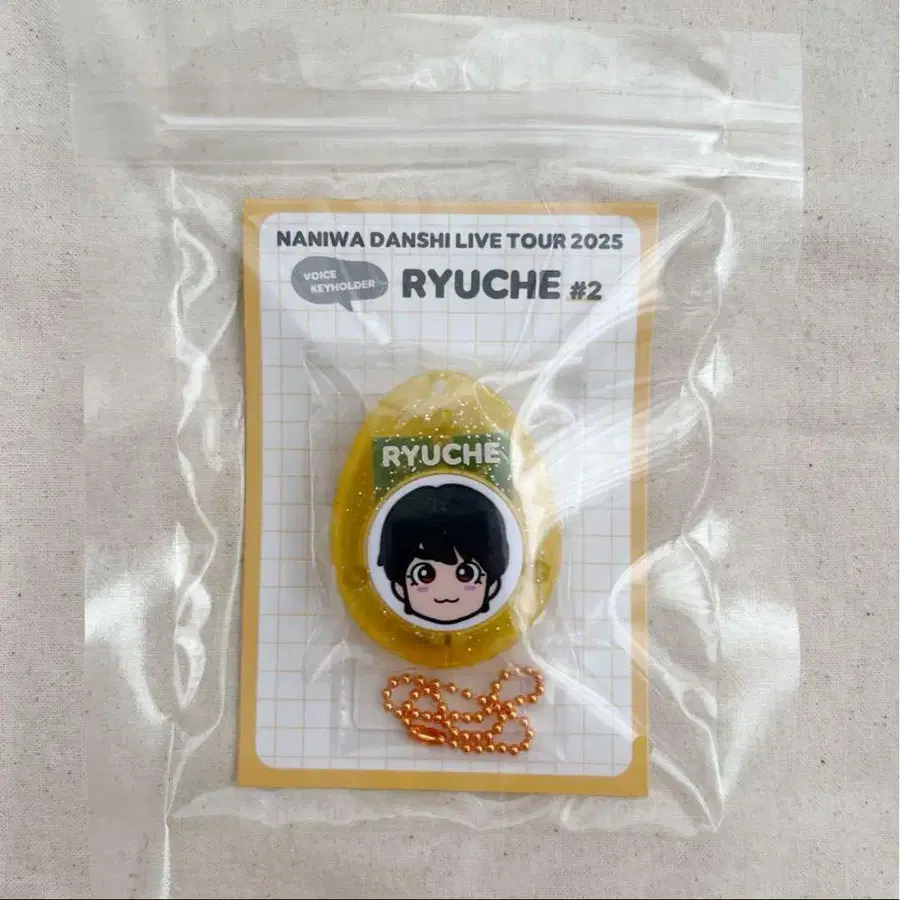 NANIWA DANSHI LIVE TOUR 2025
VOICE
KEYHOLDER
RYUCHE #2
RYUCHE